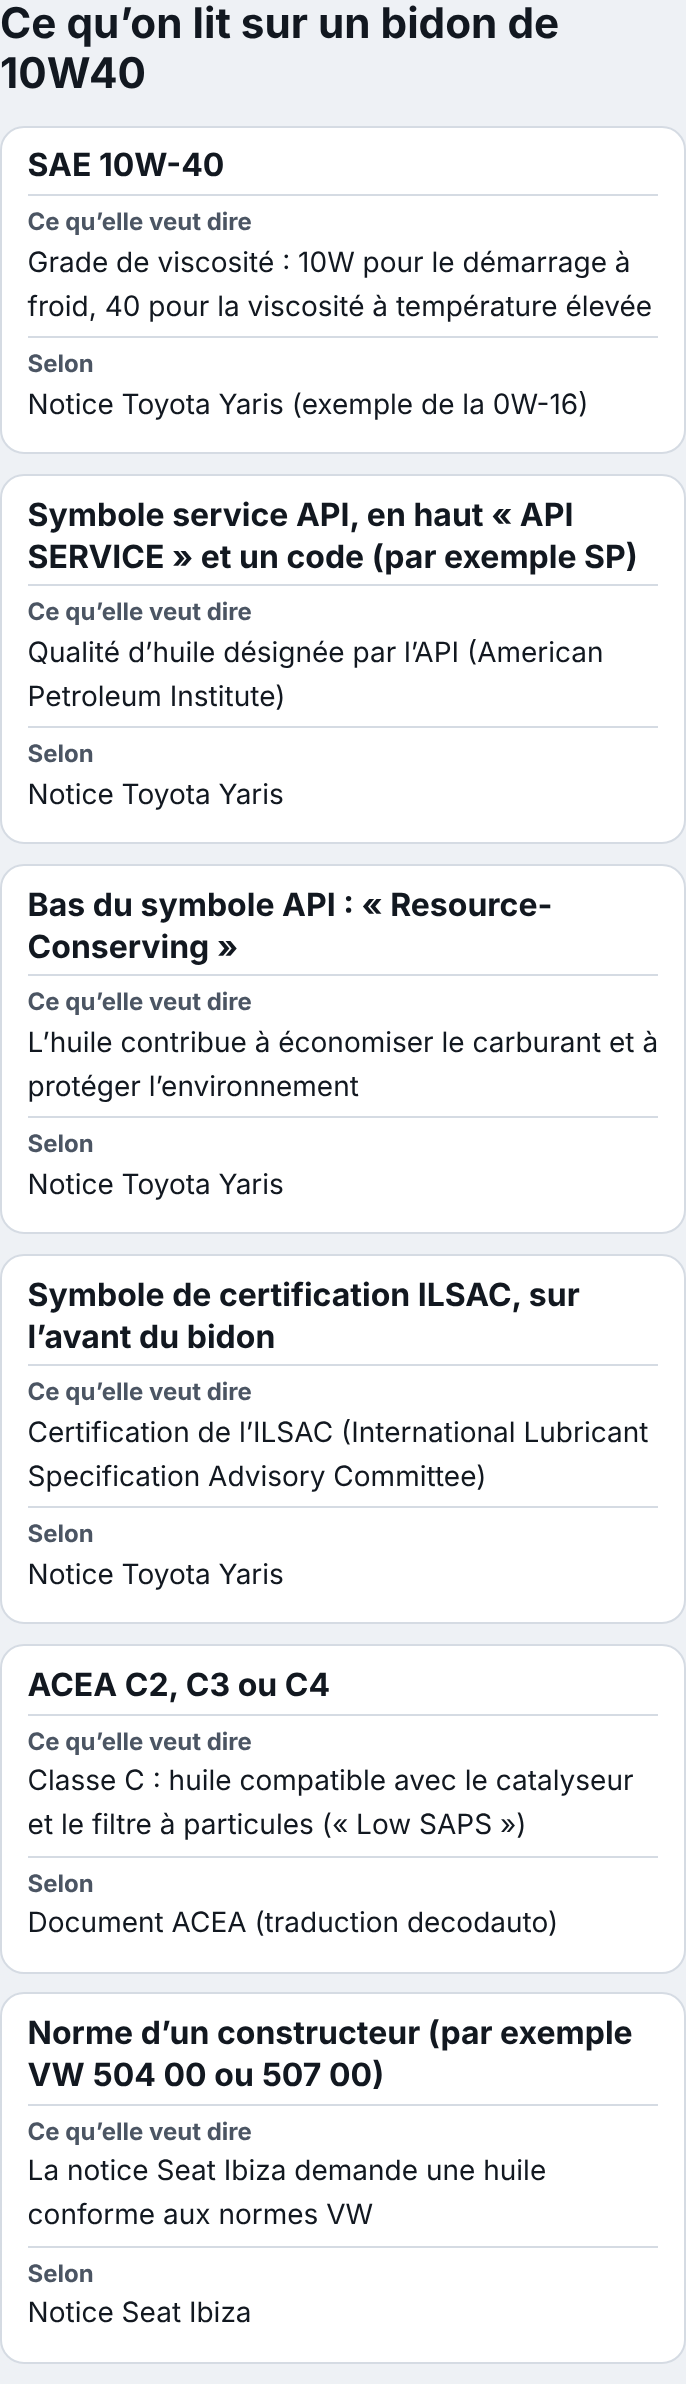 Ce qu’on lit sur un bidon de
10W40
SAE 10W-40
Ce qu’elle veut dire
Grade de viscosité : 10W pour le démarrage à
froid, 40 pour la viscosité à température élevée
Selon
Notice Toyota Yaris (exemple de la 0W-16)
Symbole service API, en haut « API
SERVICE » et un code (par exemple SP)
Ce qu’elle veut dire
Qualité d’huile désignée par l’API (American
Petroleum Institute)
Selon
Notice Toyota Yaris
Bas du symbole API : « Resource-
Conserving »
Ce qu’elle veut dire
L’huile contribue à économiser le carburant et à
protéger l’environnement
Selon
Notice Toyota Yaris
Symbole de certification ILSAC, sur
l’avant du bidon
Ce qu’elle veut dire
Certification de l’ILSAC (International Lubricant
Specification Advisory Committee)
Selon
Notice Toyota Yaris
ACEA C2, C3 ou C4
Ce qu’elle veut dire
Classe C : huile compatible avec le catalyseur
et le filtre à particules (« Low SAPS »)
Selon
Document ACEA (traduction decodauto)
Norme d’un constructeur (par exemple
VW 504 00 ou 507 00)
Ce qu’elle veut dire
La notice Seat Ibiza demande une huile
conforme aux normes VW
Selon
Notice Seat Ibiza